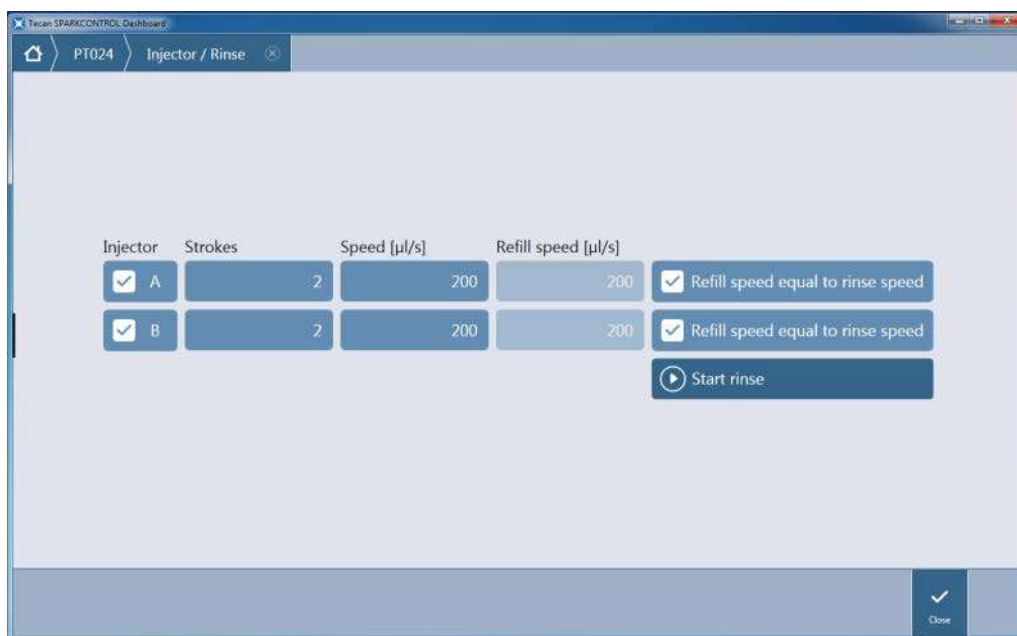 Tecan SPARKCONTROL Dashboard
PT024 Injector / Rinse
Injector Strokes Speed [µl/s] Refill speed [µl/s]
A 2 200 200 Refill speed equal to rinse speed
B 2 200 200 Refill speed equal to rinse speed
Start rinse
Close